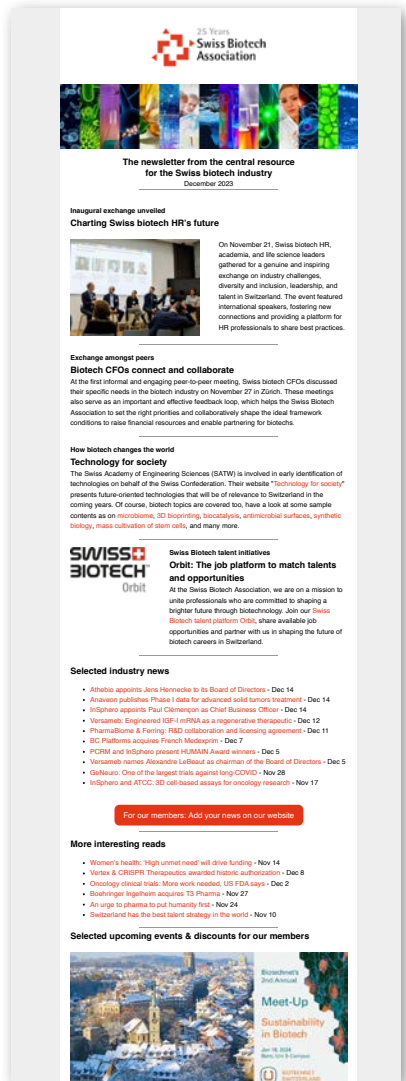 25 Years
Swiss Biotech
Association
The newsletter from the central resource
for the Swiss biotech industry
December 2023
Inaugural exchange unveiled
Charting Swiss biotech HR's future
On November 21, Swiss biotech HR,
academia, and life science leaders
gathered for a genuine and inspiring
exchange on industry challenges,
diversity and inclusion, leadership, and
talent in Switzerland. The event featured
international speakers, fostering new
connections and providing a platform for
HR professionals to share best practices.
Exchange amongst peers
Biotech CFOs connect and collaborate
At the first informal and engaging peer-to-peer meeting, Swiss biotech CFOs discussed
their specific needs in the biotech industry on November 27 in Zürich. These meetings
also serve as an important and effective feedback loop, which helps the Swiss Biotech
Association to set the right priorities and collaboratively shape the ideal framework
conditions to raise financial resources and enable partnering for biotechs.
How biotech changes the world
Technology for society
The Swiss Academy of Engineering Sciences (SATW) is involved in early identification of
technologies on behalf of the Swiss Confederation. Their website "Technology for society"
presents future-oriented technologies that will be of relevance to Switzerland in the
coming years. Of course, biotech topics are covered too, have a look at some sample
contents as on microbiome, 3D bioprinting, biocatalysis, antimicrobial surfaces, synthetic
biology, mass cultivation of stem cells, and many more.
SWISS
BIOTECH
Orbit
Swiss Biotech talent initiatives
Orbit: The job platform to match talents
and opportunities
At the Swiss Biotech Association, we are on a mission to
unite professionals who are committed to shaping a
brighter future through biotechnology. Join our Swiss
Biotech talent platform Orbit, share available job
opportunities and partner with us in shaping the future of
biotech careers in Switzerland.
Selected industry news
• Athebio appoints Jens Hennecke to its Board of Directors - Dec 14
• Anaveon publishes Phase I data for advanced solid tumors treatment - Dec 14
• InSphero appoints Paul Clémençon as Chief Business Officer - Dec 14
• Versameb: Engineered IGF-I mRNA as a regenerative therapeutic - Dec 12
• PharmaBiome & Ferring: R&D collaboration and licensing agreement - Dec 11
• BC Platforms acquires French Medexprim - Dec 7
• PCRM and InSphero present HUMAIN Award winners - Dec 5
• Versameb names Alexandre LeBeaut as chairman of the Board of Directors - Dec 5
• GeNeuro: One of the largest trials against long-COVID - Nov 28
• InSphero and ATCC: 3D cell-based assays for oncology research - Nov 17
For our members: Add your news on our website
More interesting reads
• Women's health: 'High unmet need' will drive funding - Nov 14
• Vertex & CRISPR Therapeutics awarded historic authorization - Dec 8
• Oncology clinical trials: More work needed, US FDA says - Dec 2
• Boehringer Ingelheim acquires T3 Pharma - Nov 27
• An urge to pharma to put humanity first - Nov 24
• Switzerland has the best talent strategy in the world - Nov 10
Selected upcoming events & discounts for our members
Biotechnet's
2nd Annual
Meet-Up
Sustainability
in Biotech
Jan 18, 2024
Bern, Uni S Campus
BIOTECHNET
SWITZERLAND